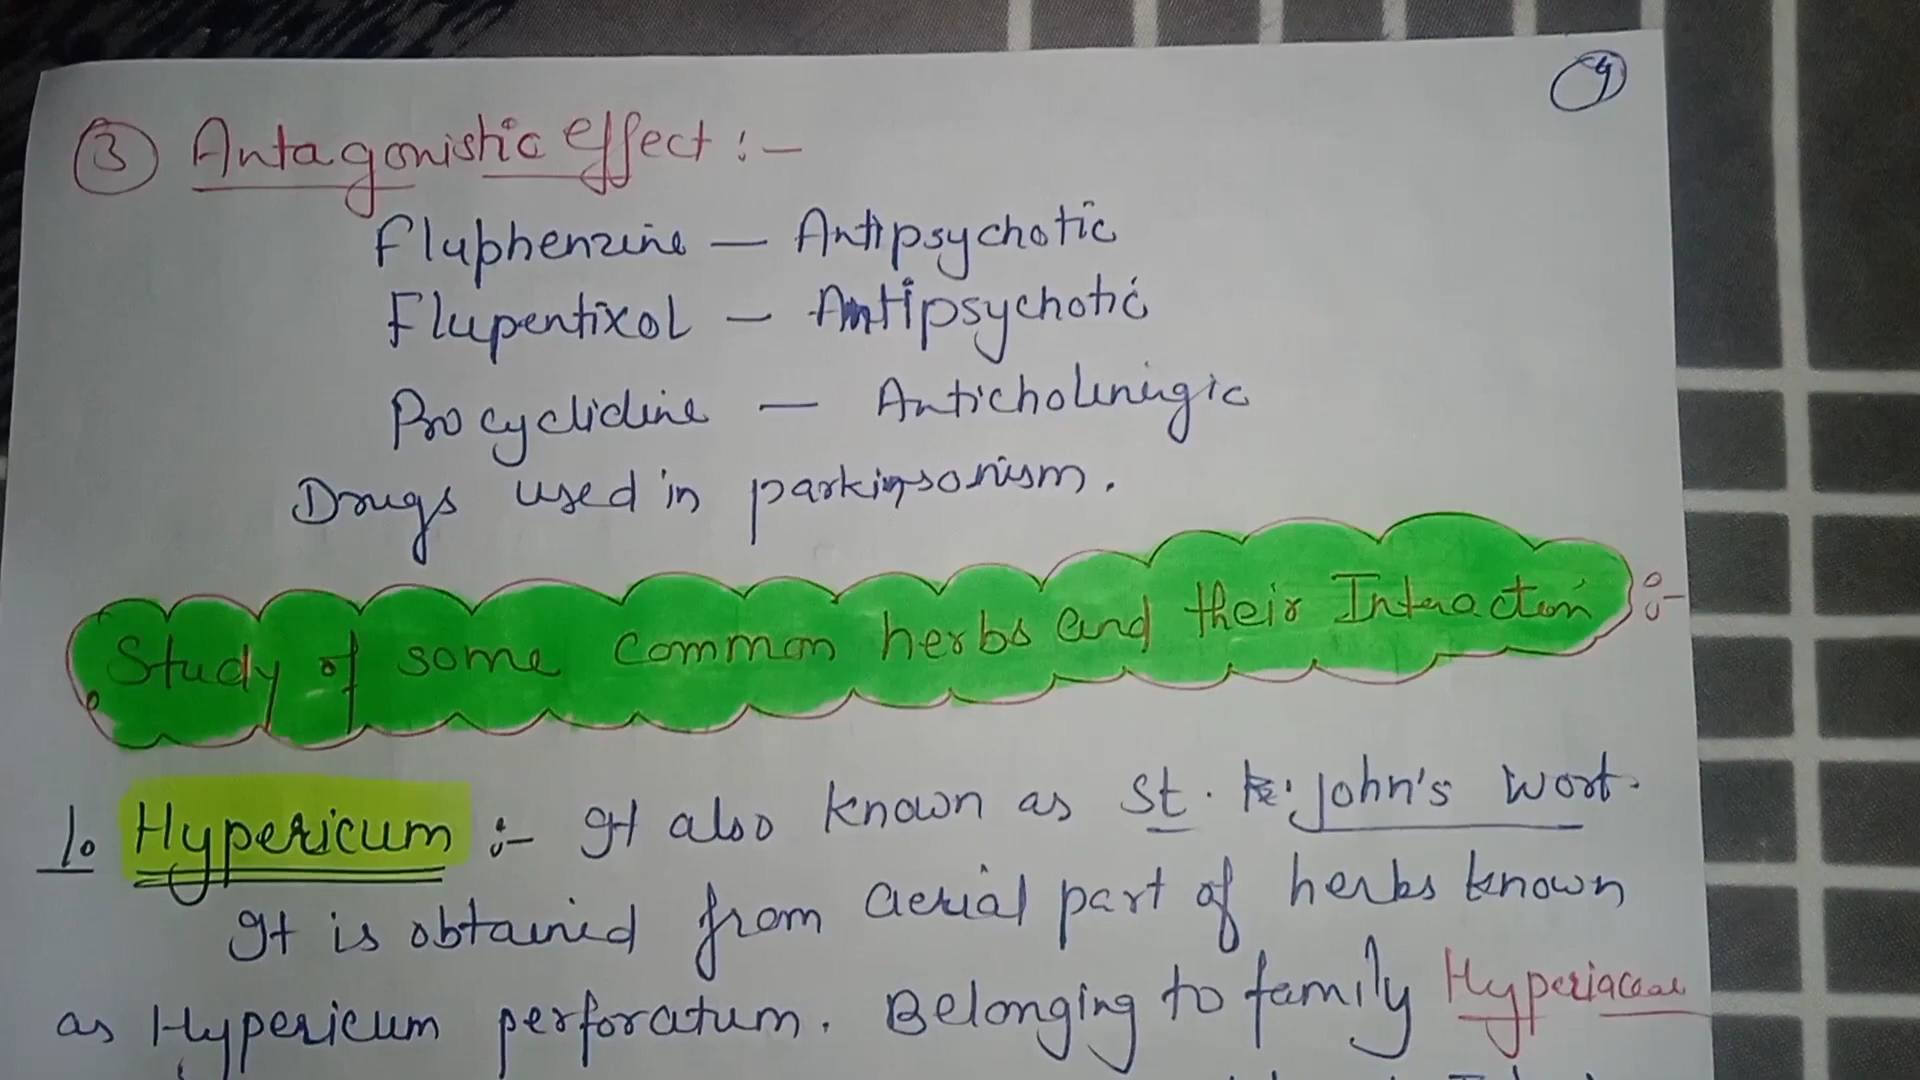 4
3 Antagonistic effect :-
Fluphenzine — Antipsychotic
Flupentixol — Antipsychotic
Procyclidine — Anticholinergic
Drugs used in parkinsonism.
Study of some common herbs and their Interaction :-
1. Hypericum :- It also known as St. John's wort.
It is obtained from aerial part of herbs known
as Hypericum perforatum. Belonging to family Hyperiaceae